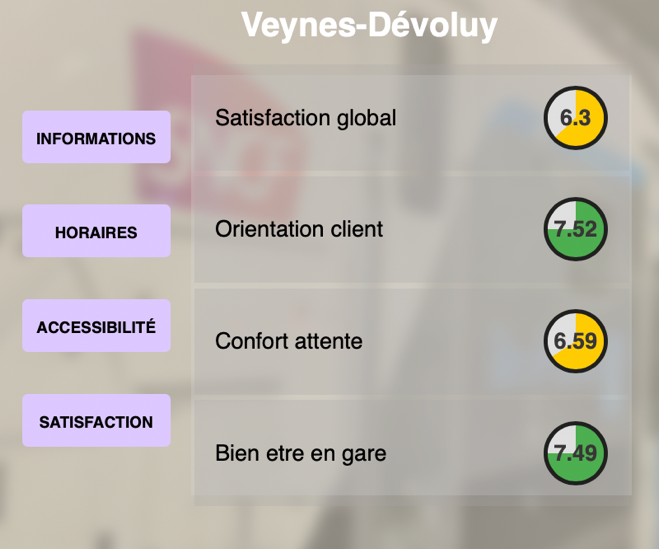 Veynes-Dévoluy
INFORMATIONS
HORAIRES
ACCESSIBILITÉ
SATISFACTION
Satisfaction global
6.3
Orientation client
7.52
Confort attente
6.59
Bien etre en gare
7.49